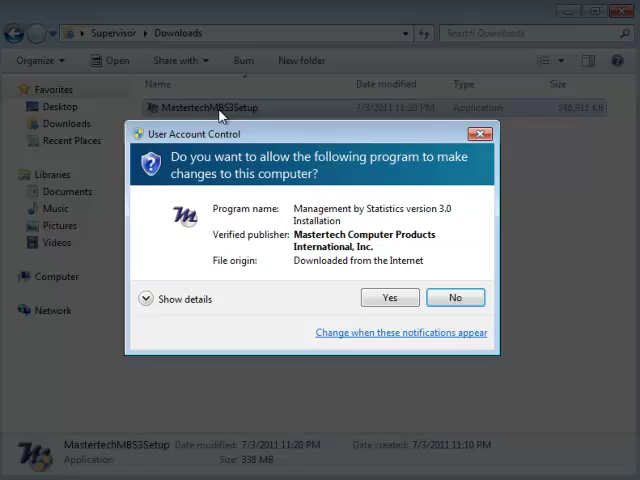 Supervisor ▸ Downloads
Search Downloads
Organize Open Share with Burn New folder
Name Date modified Type Size
Favorites
MastertechMBS3Setup 7/3/2011 11:20 PM Application 346,911 KB
Desktop
Downloads
Recent Places
Libraries
Documents
Music
Pictures
Videos
Computer
Network
User Account Control
Do you want to allow the following program to make
changes to this computer?
Program name: Management by Statistics version 3.0
Installation
Verified publisher: Mastertech Computer Products
International, Inc.
File origin: Downloaded from the Internet
Show details Yes No
Change when these notifications appear
MastertechMBS3Setup Date modified: 7/3/2011 11:20 PM Date created: 7/3/2011 11:10 PM
Application Size: 338 MB